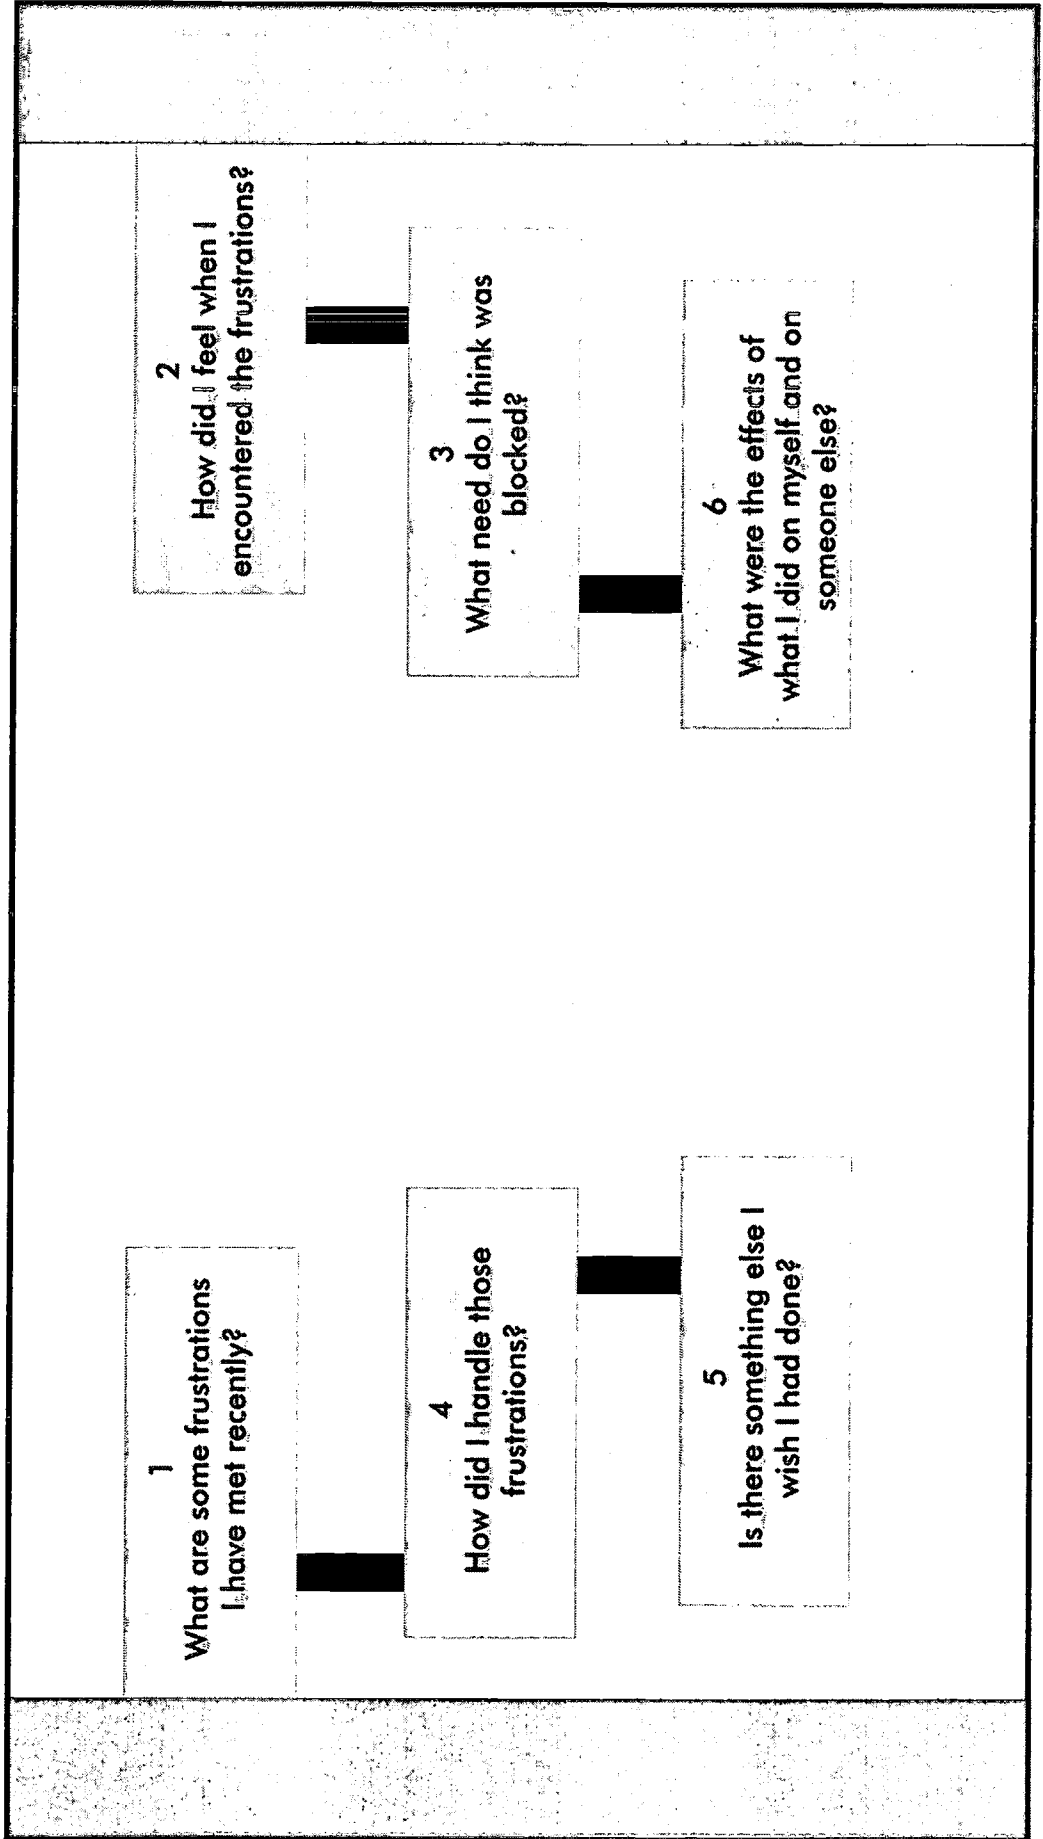 1
What are some frustrations
I have met recently?
2
How did I feel when I
encountered the frustrations?
3
What need do I think was
blocked?
4
How did I handle those
frustrations?
5
Is there something else I
wish I had done?
6
What were the effects of
what I did on myself and on
someone else?